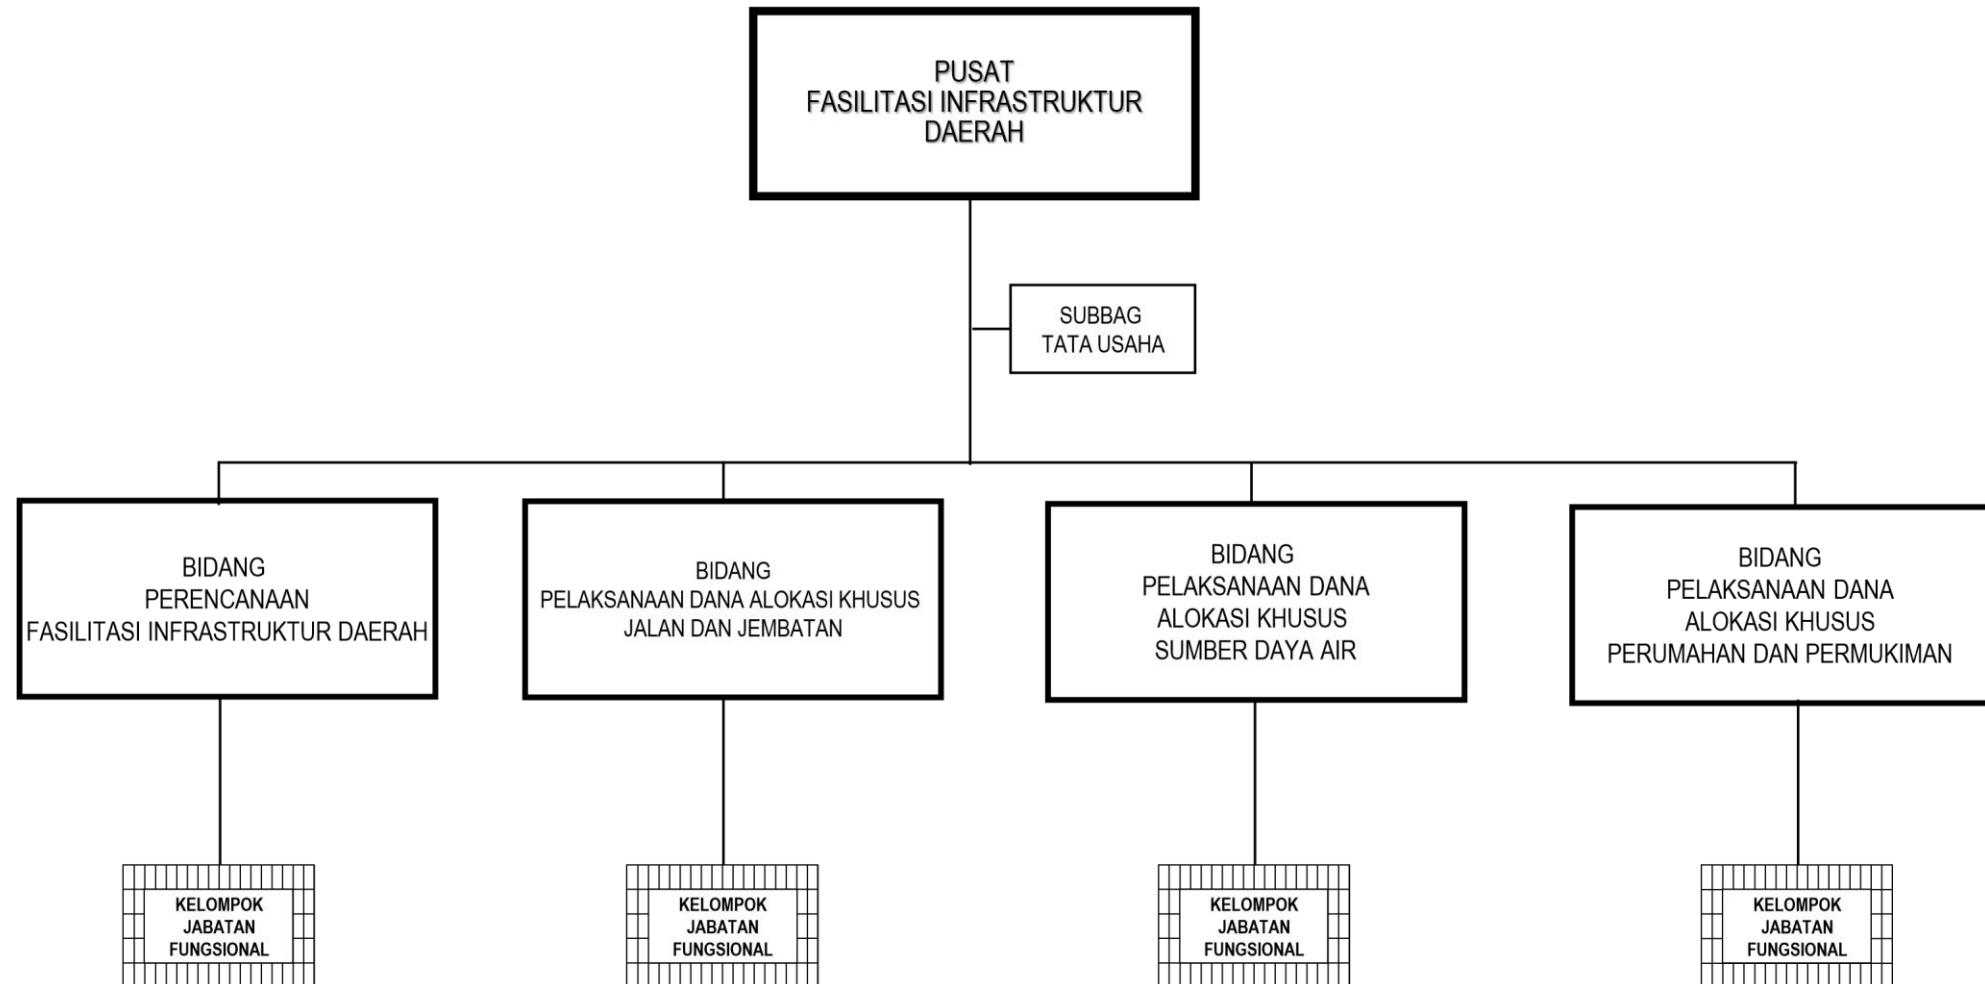 PUSAT
FASILITASI INFRASTRUKTUR
DAERAH
SUBBAG
TATA USAHA
BIDANG
PERENCANAAN
FASILITASI INFRASTRUKTUR DAERAH
BIDANG
PELAKSANAAN DANA ALOKASI KHUSUS
JALAN DAN JEMBATAN
BIDANG
PELAKSANAAN DANA
ALOKASI KHUSUS
SUMBER DAYA AIR
BIDANG
PELAKSANAAN DANA
ALOKASI KHUSUS
PERUMAHAN DAN PERMUKIMAN
KELOMPOK
JABATAN
FUNGSIONAL
KELOMPOK
JABATAN
FUNGSIONAL
KELOMPOK
JABATAN
FUNGSIONAL
KELOMPOK
JABATAN
FUNGSIONAL